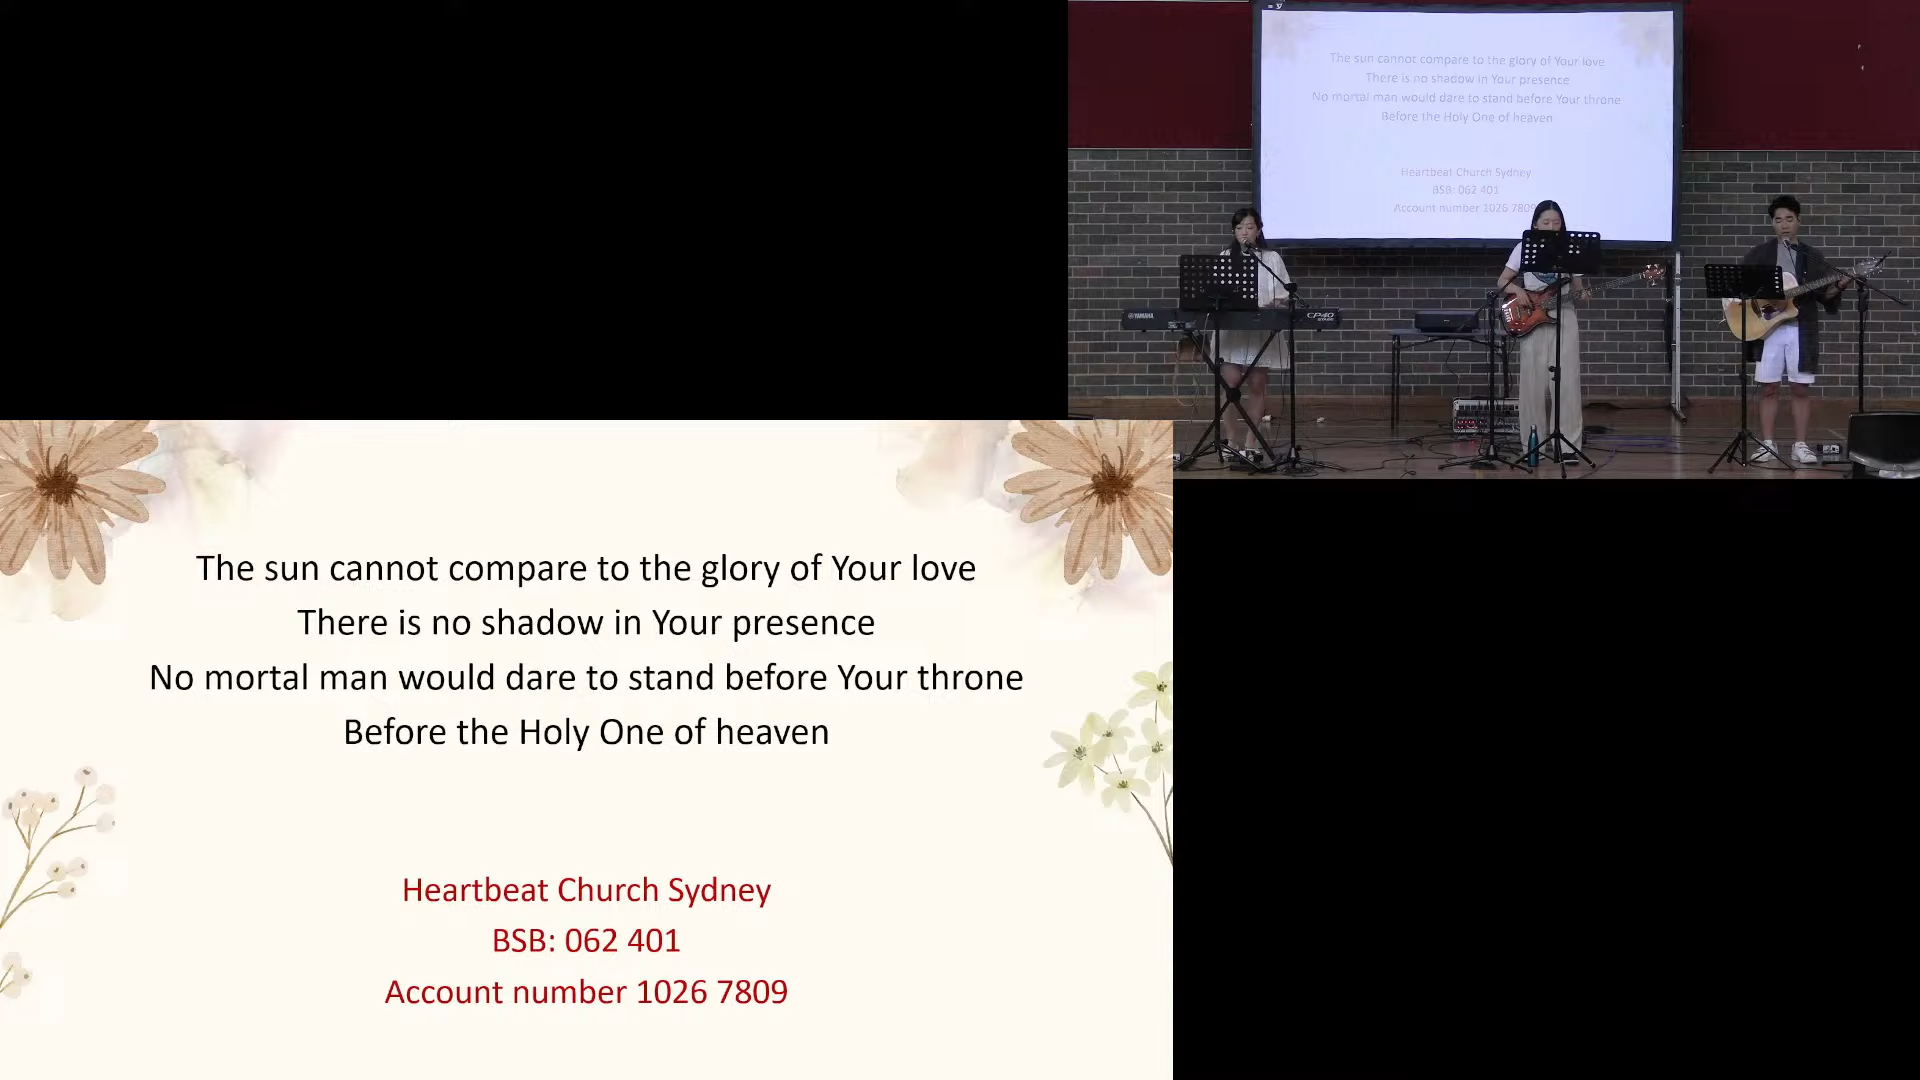 The sun cannot compare to the glory of Your love
There is no shadow in Your presence
No mortal man would dare to stand before Your throne
Before the Holy One of heaven
Heartbeat Church Sydney
BSB: 062 401
Account number 1026 7809
YAMAHA
CP40
STAGE
The sun cannot compare to the glory of Your love
There is no shadow in Your presence
No mortal man would dare to stand before Your throne
Before the Holy One of heaven
Heartbeat Church Sydney
BSB: 062 401
Account number 1026 7809